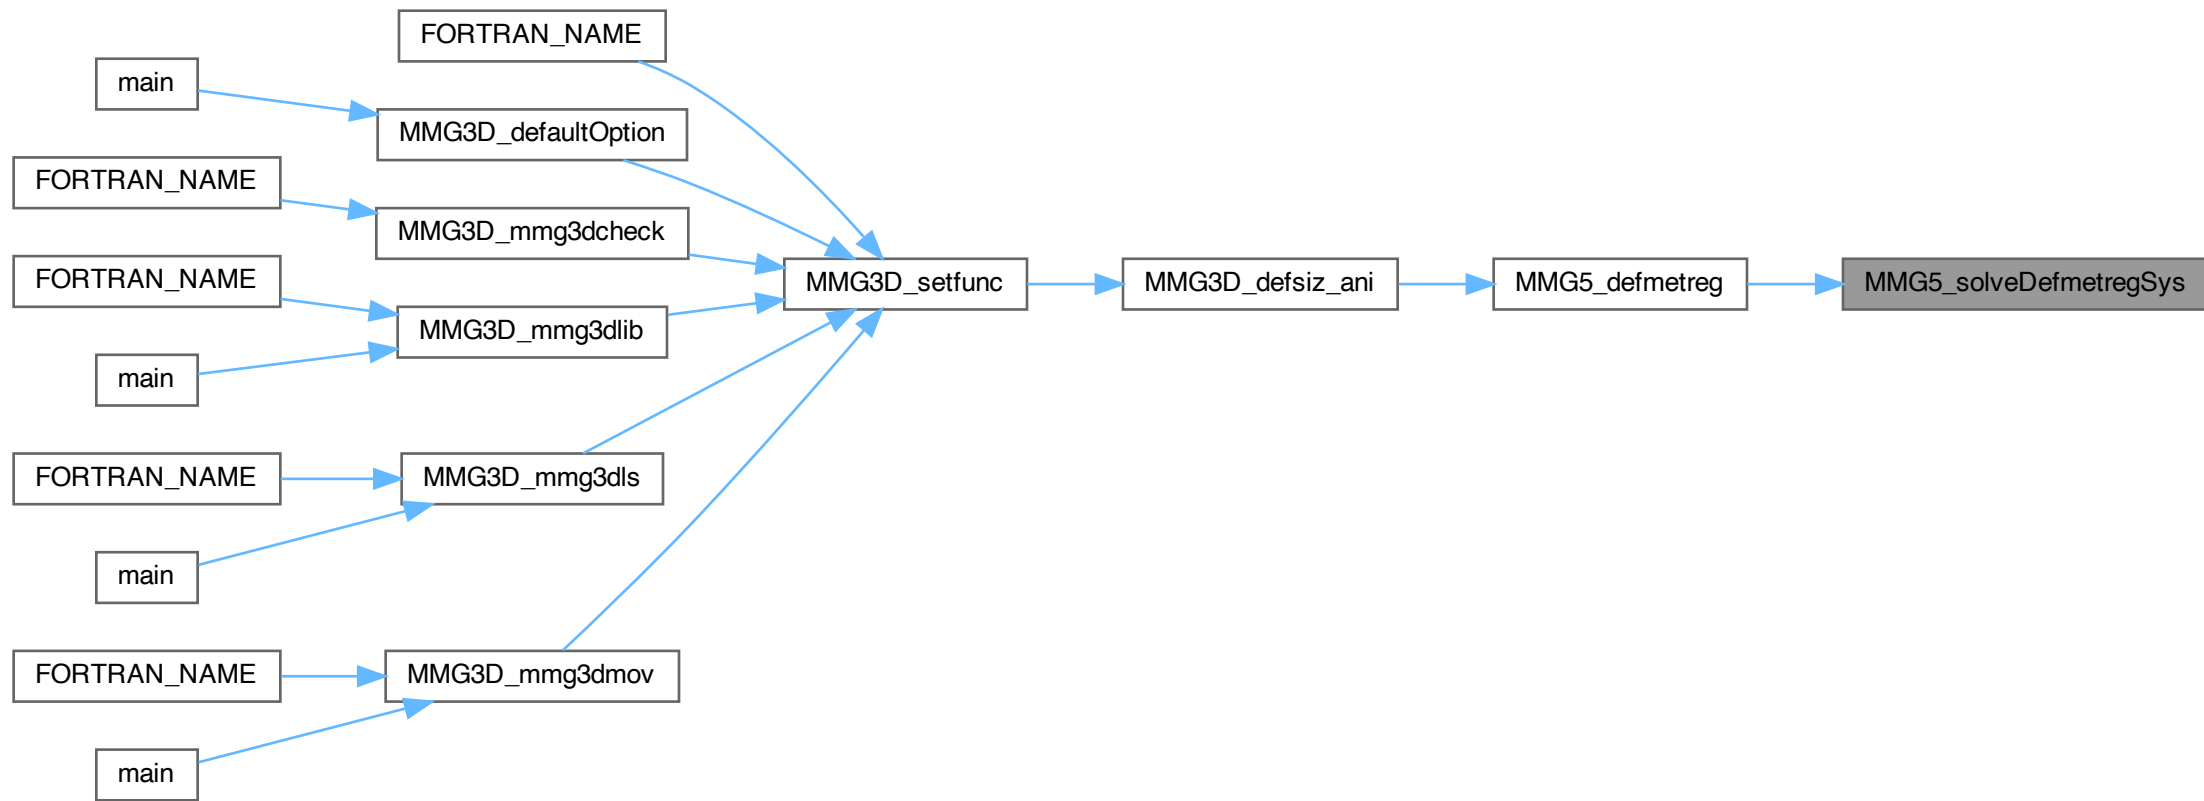 FORTRAN_NAME
main
MMG3D_defaultOption
FORTRAN_NAME
MMG3D_mmg3dcheck
FORTRAN_NAME
MMG3D_setfunc
MMG3D_defsiz_ani
MMG5_defmetreg
MMG5_solveDefmetregSys
MMG3D_mmg3dlib
main
FORTRAN_NAME
MMG3D_mmg3dls
main
FORTRAN_NAME
MMG3D_mmg3dmov
main